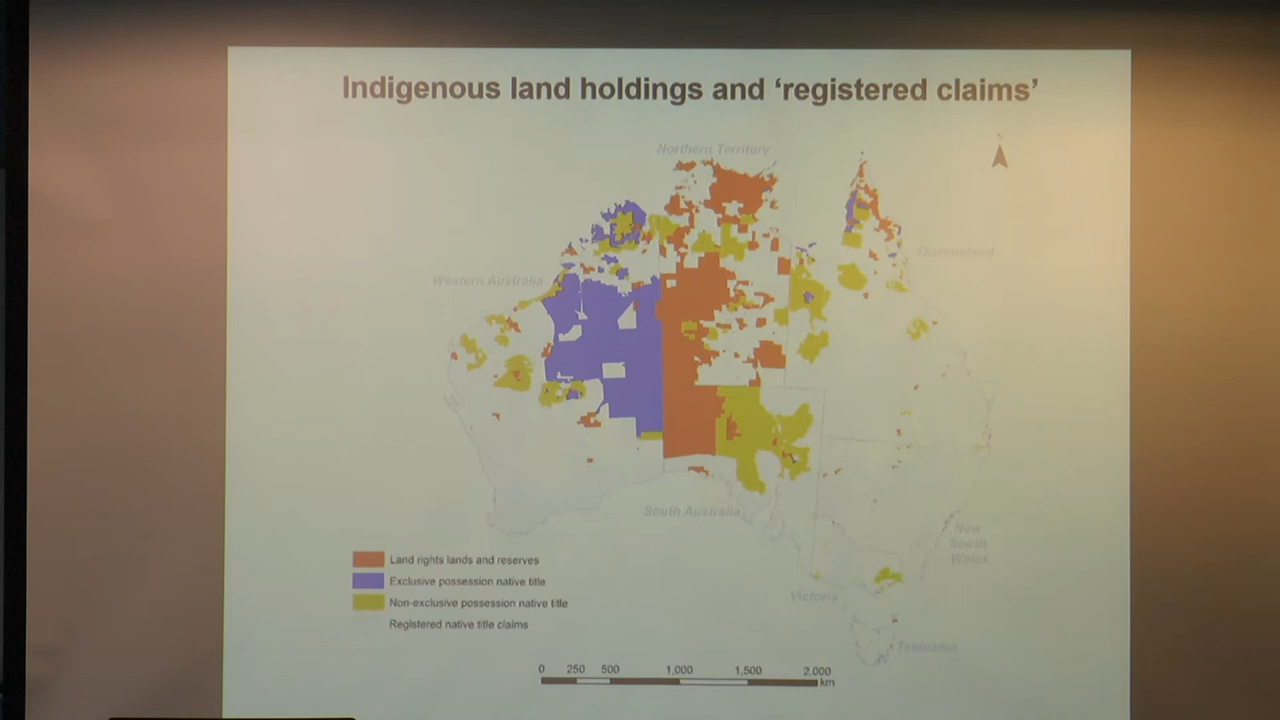 Indigenous land holdings and ‘registered claims’
Northern Territory
N
Queensland
Western Australia
South Australia
New
South
Wales
Victoria
Tasmania
Land rights lands and reserves
Exclusive possession native title
Non-exclusive possession native title
Registered native title claims
0 250 500 1,000 1,500 2,000
km